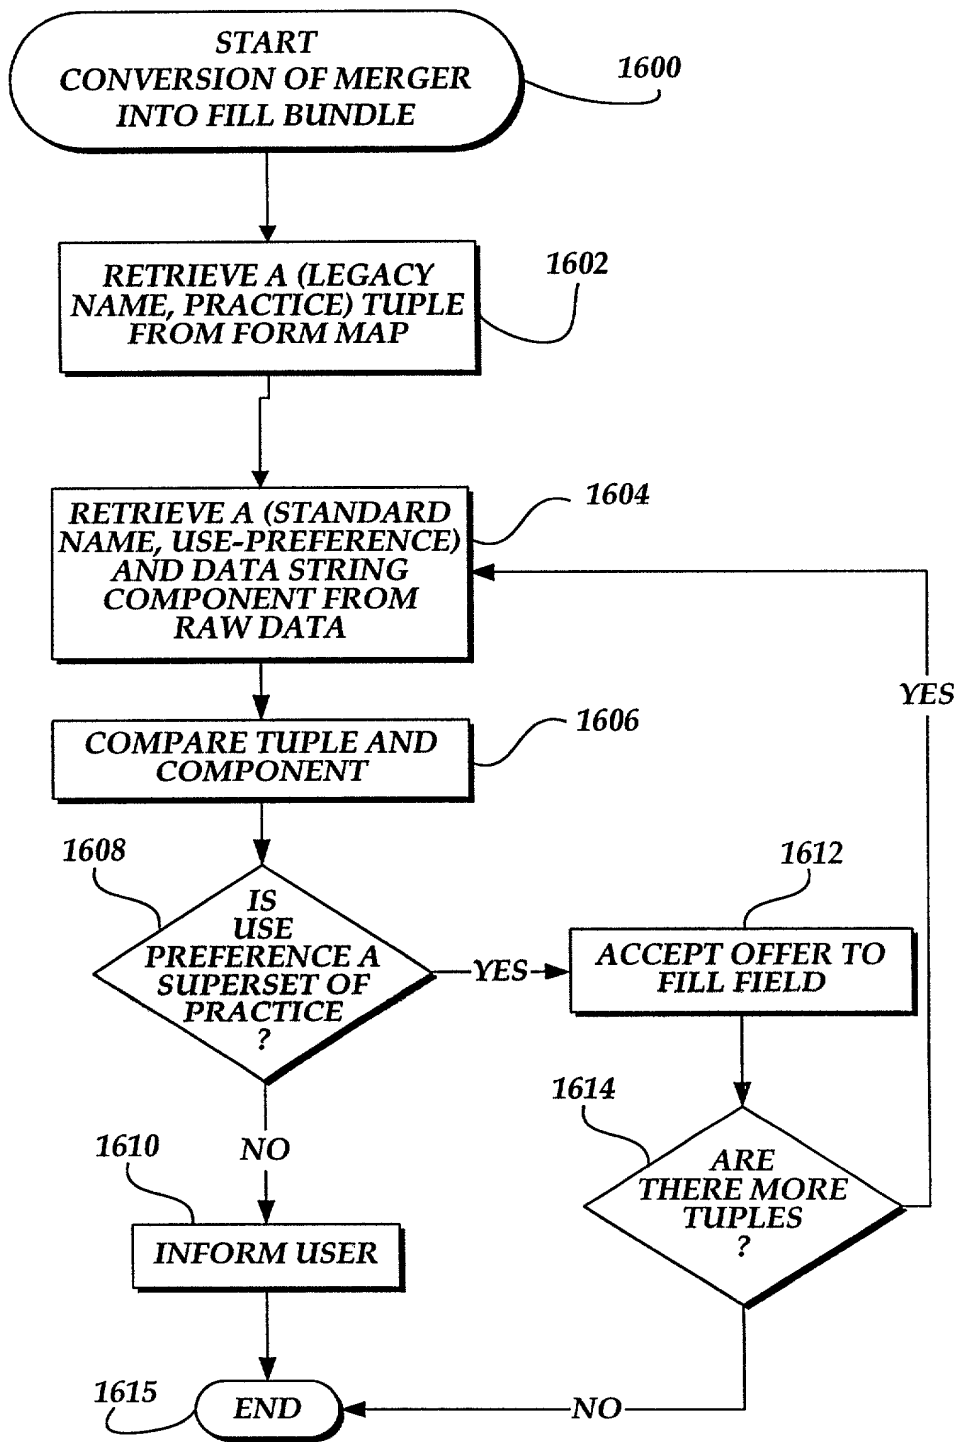 START
CONVERSION OF MERGER
INTO FILL BUNDLE
1600
RETRIEVE A (LEGACY
NAME, PRACTICE) TUPLE
FROM FORM MAP
1602
RETRIEVE A (STANDARD
NAME, USE-PREFERENCE)
AND DATA STRING
COMPONENT FROM
RAW DATA
1604
YES
COMPARE TUPLE AND
COMPONENT
1606
1608
IS
USE
PREFERENCE A
SUPERSET OF
PRACTICE
?
YES
1612
ACCEPT OFFER TO
FILL FIELD
1614
ARE
THERE MORE
TUPLES
?
NO
1610
INFORM USER
1615
END
NO